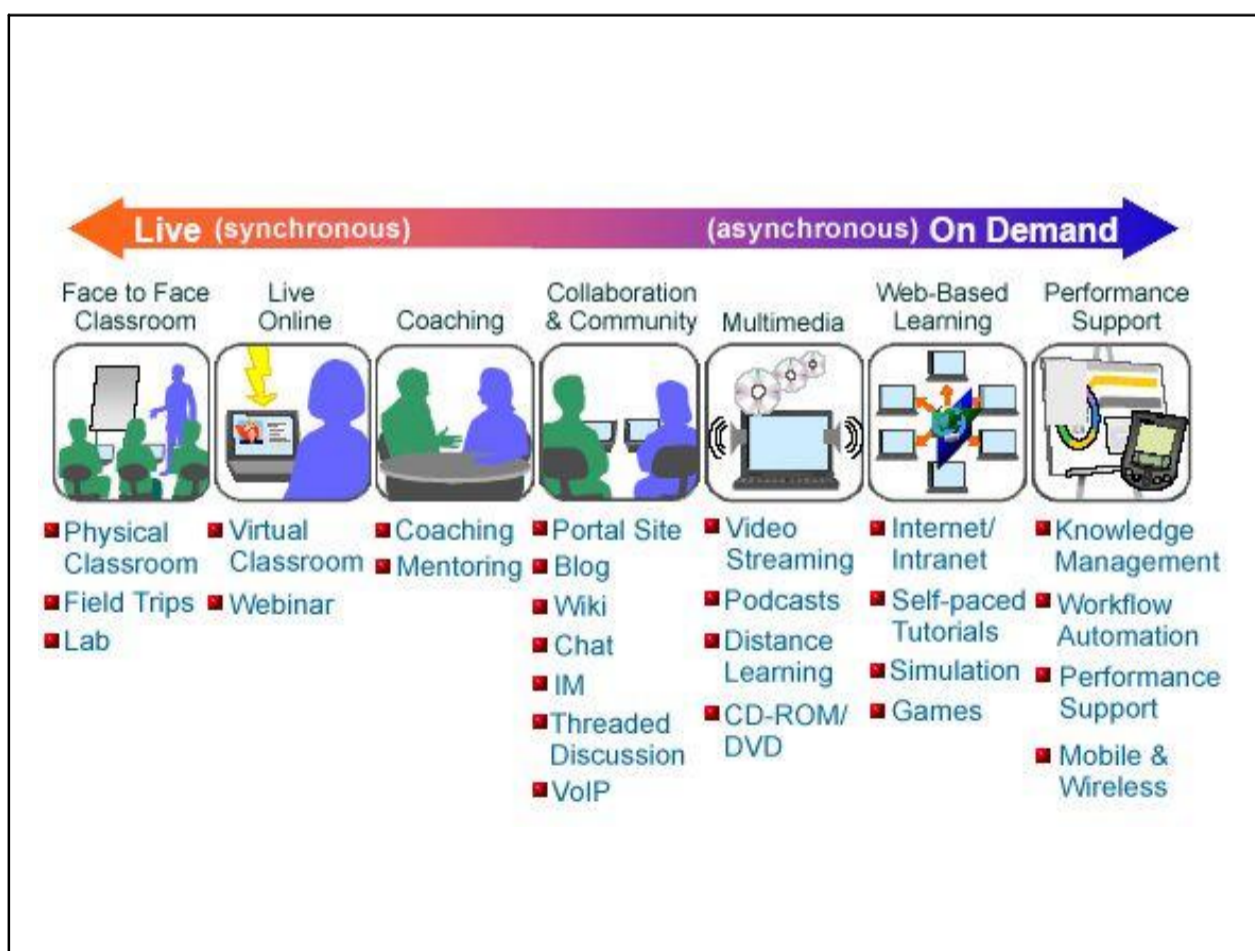 Live (synchronous) (asynchronous) On Demand
Face to Face
Classroom
Live
Online
Coaching
Collaboration
& Community
Multimedia
Web-Based
Learning
Performance
Support
Physical
Classroom
Field Trips
Lab
Virtual
Classroom
Webinar
Coaching
Mentoring
Portal Site
Blog
Wiki
Chat
IM
Threaded
Discussion
VoIP
Video
Streaming
Podcasts
Distance
Learning
CD-ROM/
DVD
Internet/
Intranet
Self-paced
Tutorials
Simulation
Games
Knowledge
Management
Workflow
Automation
Performance
Support
Mobile &
Wireless